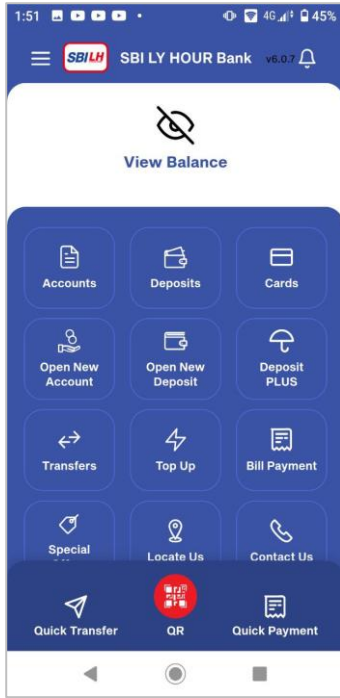 1:51 4G 45%
SBILH SBI LY HOUR Bank v6.0.7
View Balance
Accounts Deposits Cards
Open New Open New Deposit
Account Deposit PLUS
Transfers Top Up Bill Payment
Special Locate Us Contact Us
Quick Transfer QR Quick Payment